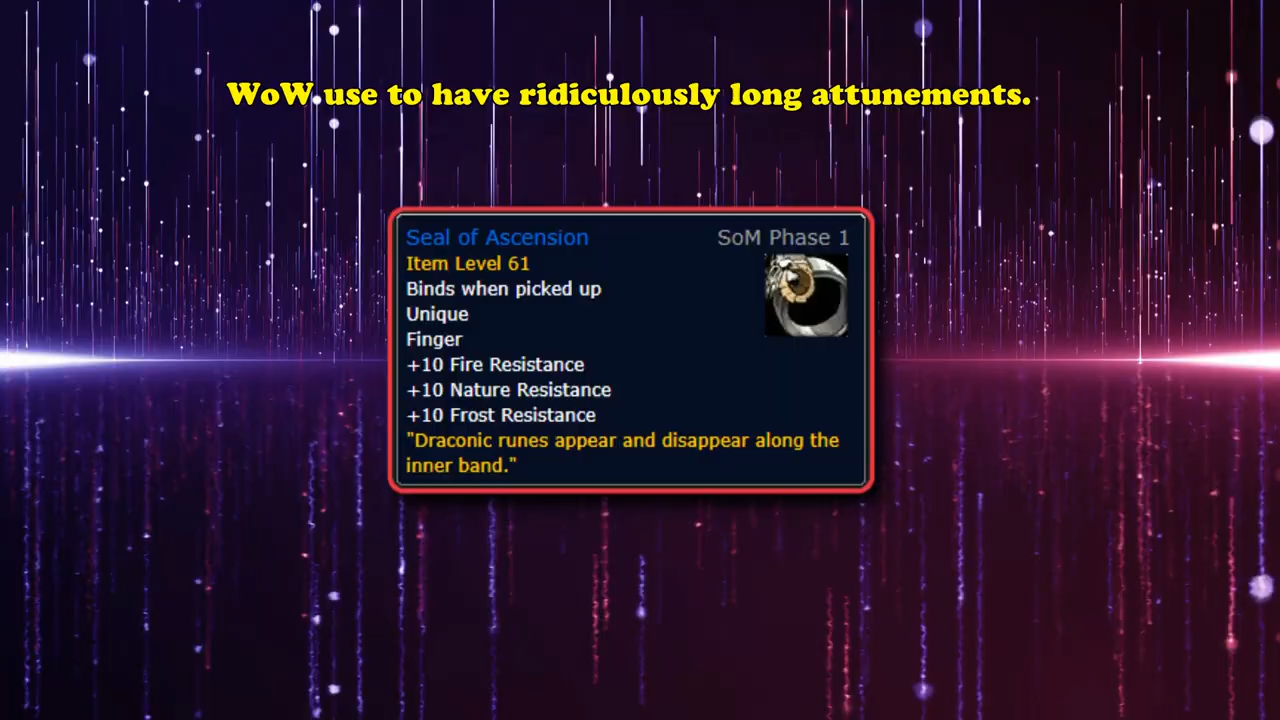 WoW use to have ridiculously long attunements.
Seal of Ascension SoM Phase 1
Item Level 61
Binds when picked up
Unique
Finger
+10 Fire Resistance
+10 Nature Resistance
+10 Frost Resistance
"Draconic runes appear and disappear along the
inner band."